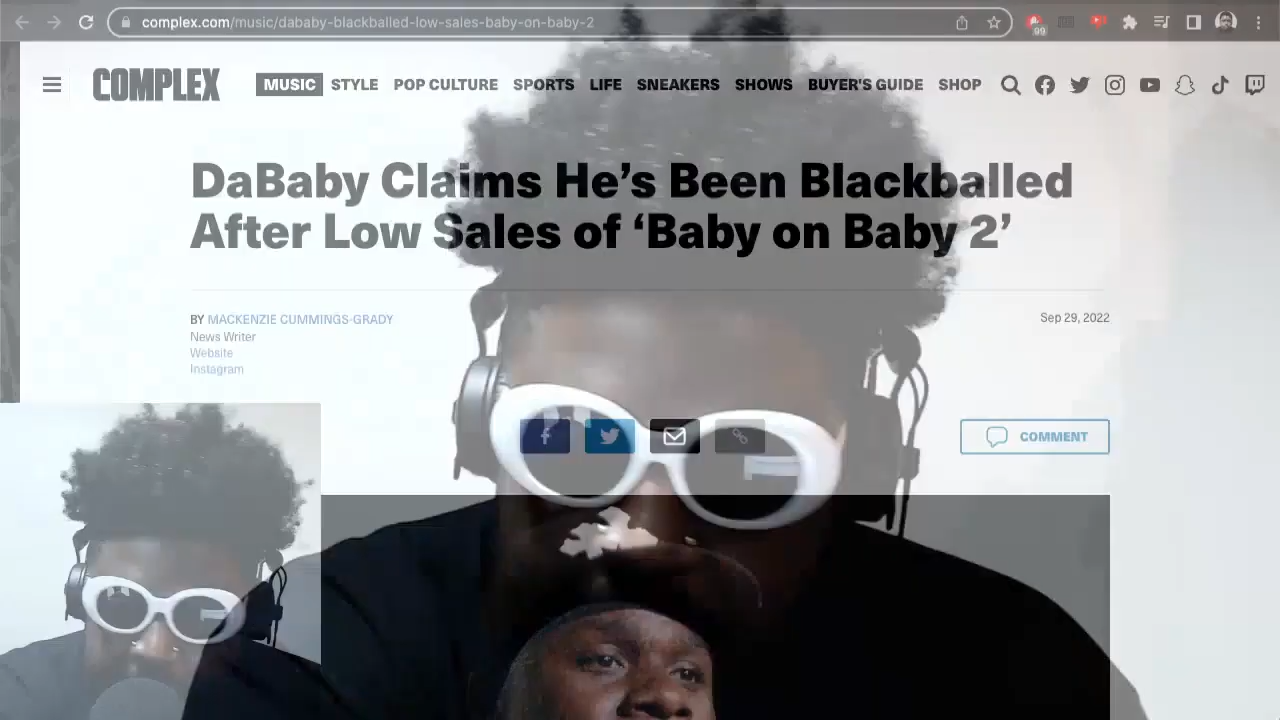 complex.com/music/dababy-blackballed-low-sales-baby-on-baby-2
99
COMPLEX MUSIC STYLE POP CULTURE SPORTS LIFE SNEAKERS SHOWS BUYER'S GUIDE SHOP
DaBaby Claims He’s Been Blackballed
After Low Sales of ‘Baby on Baby 2’
BY MACKENZIE CUMMINGS-GRADY
Sep 29, 2022
News Writer
Website
Instagram
COMMENT